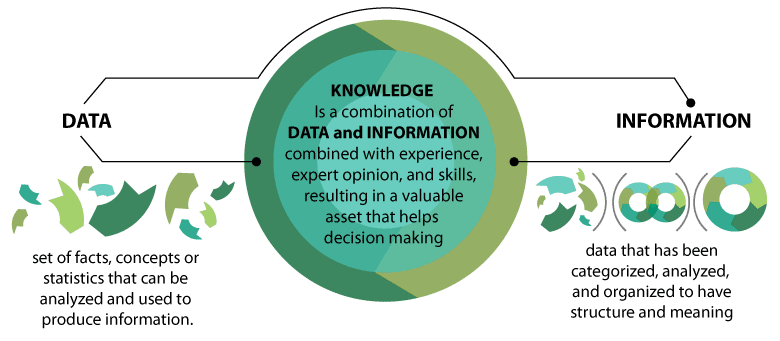 DATA
set of facts, concepts or
statistics that can be
analyzed and used to
produce information.
KNOWLEDGE
Is a combination of
DATA and INFORMATION
combined with experience,
expert opinion, and skills,
resulting in a valuable
asset that helps
decision making
INFORMATION
data that has been
categorized, analyzed,
and organized to have
structure and meaning